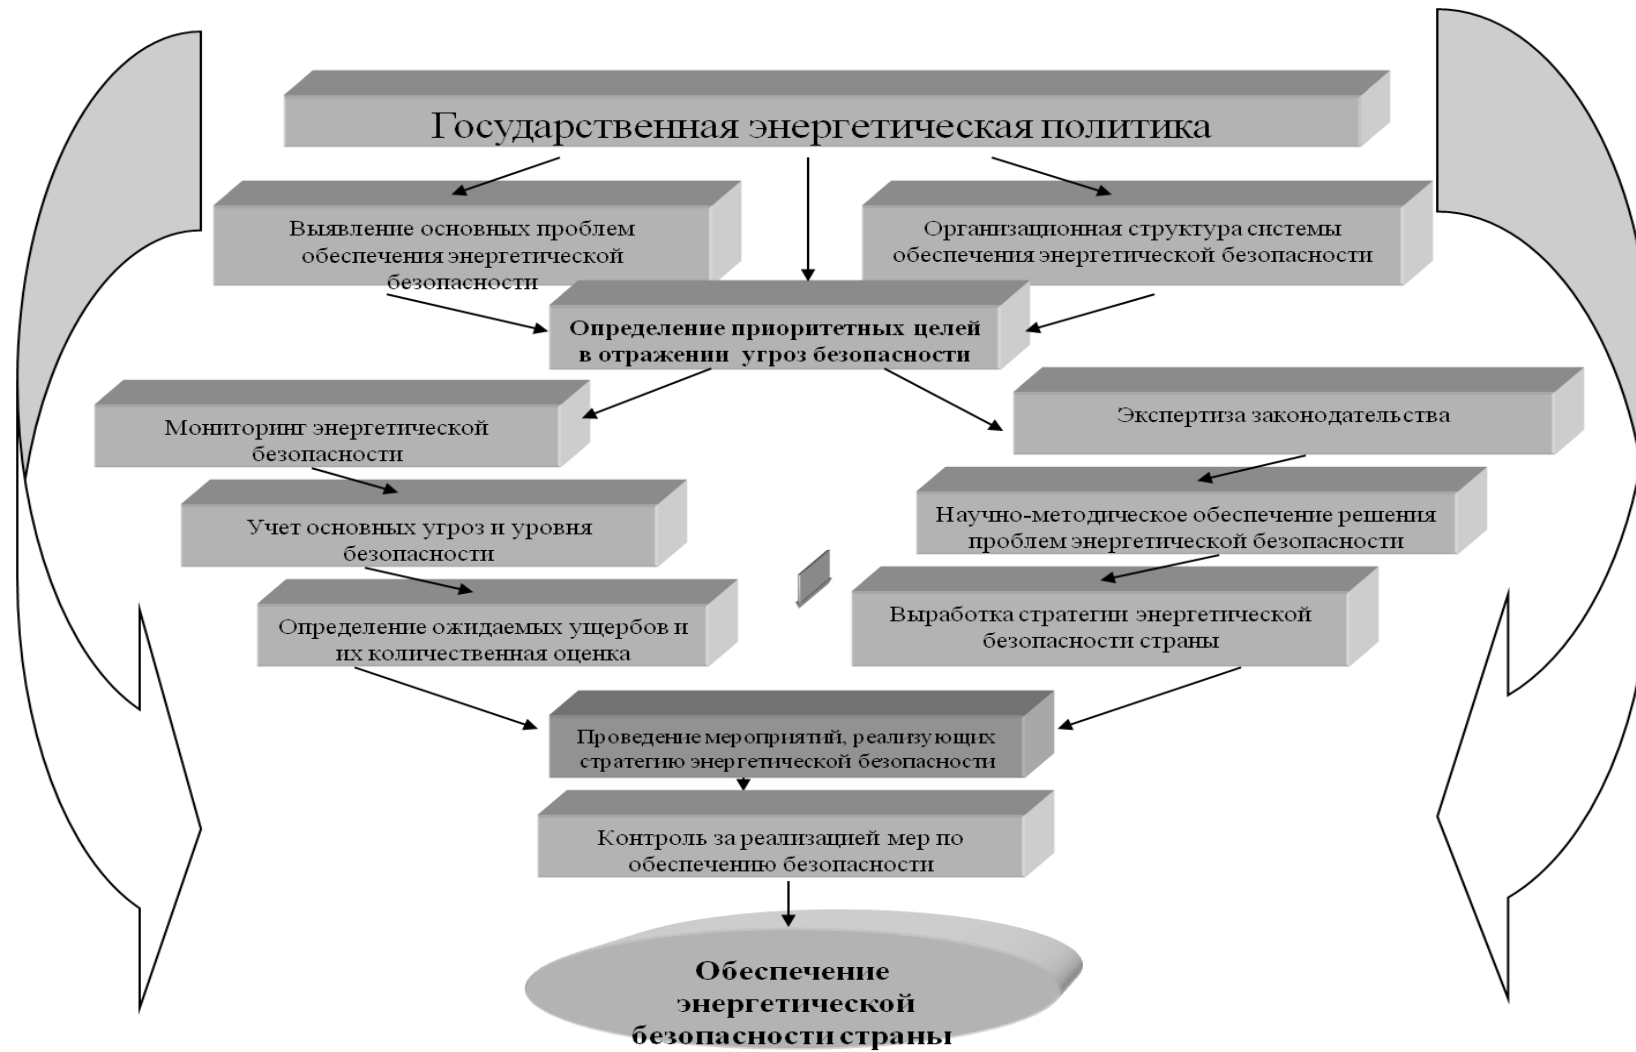 Государственная энергетическая политика
Выявление основных проблем
обеспечения энергетической
безопасности
Организационная структура системы
обеспечения энергетической безопасности
Определение приоритетных целей
в отражении угроз безопасности
Мониторинг энергетической
безопасности
Экспертиза законодательства
Учет основных угроз и уровня
безопасности
Научно-методическое обеспечение решения
проблем энергетической безопасности
Определение ожидаемых ущербов и
их количественная оценка
Выработка стратегии энергетической
безопасности страны
Проведение мероприятий, реализующих
стратегию энергетической безопасности
Контроль за реализацией мер по
обеспечению безопасности
Обеспечение
энергетической
безопасности страны